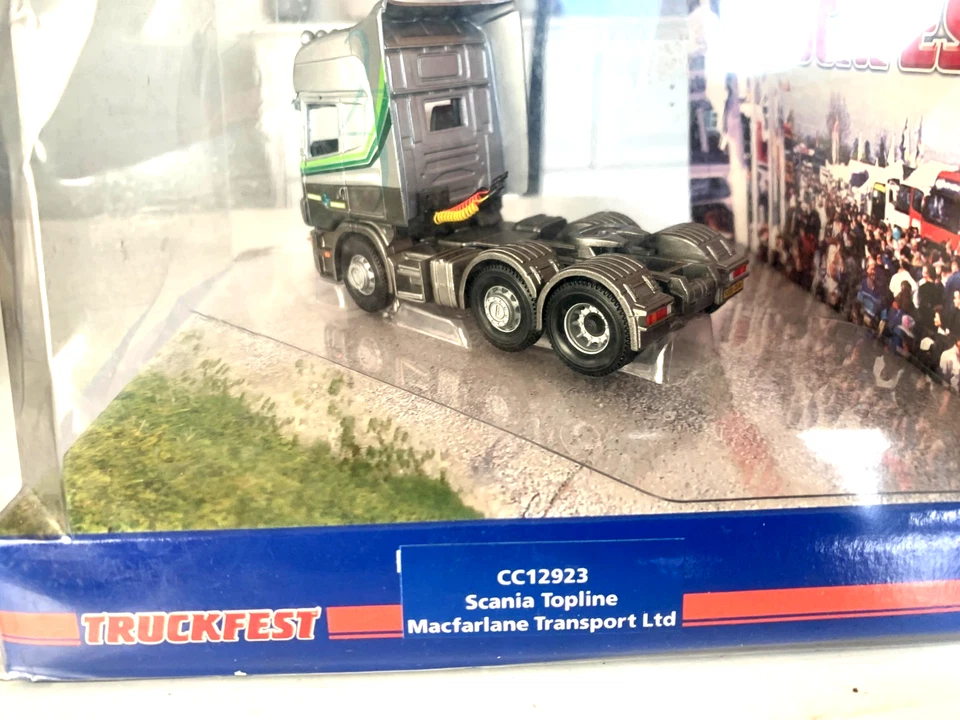 CC12923
Scania Topline
TRUCKFEST
Macfarlane Transport Ltd